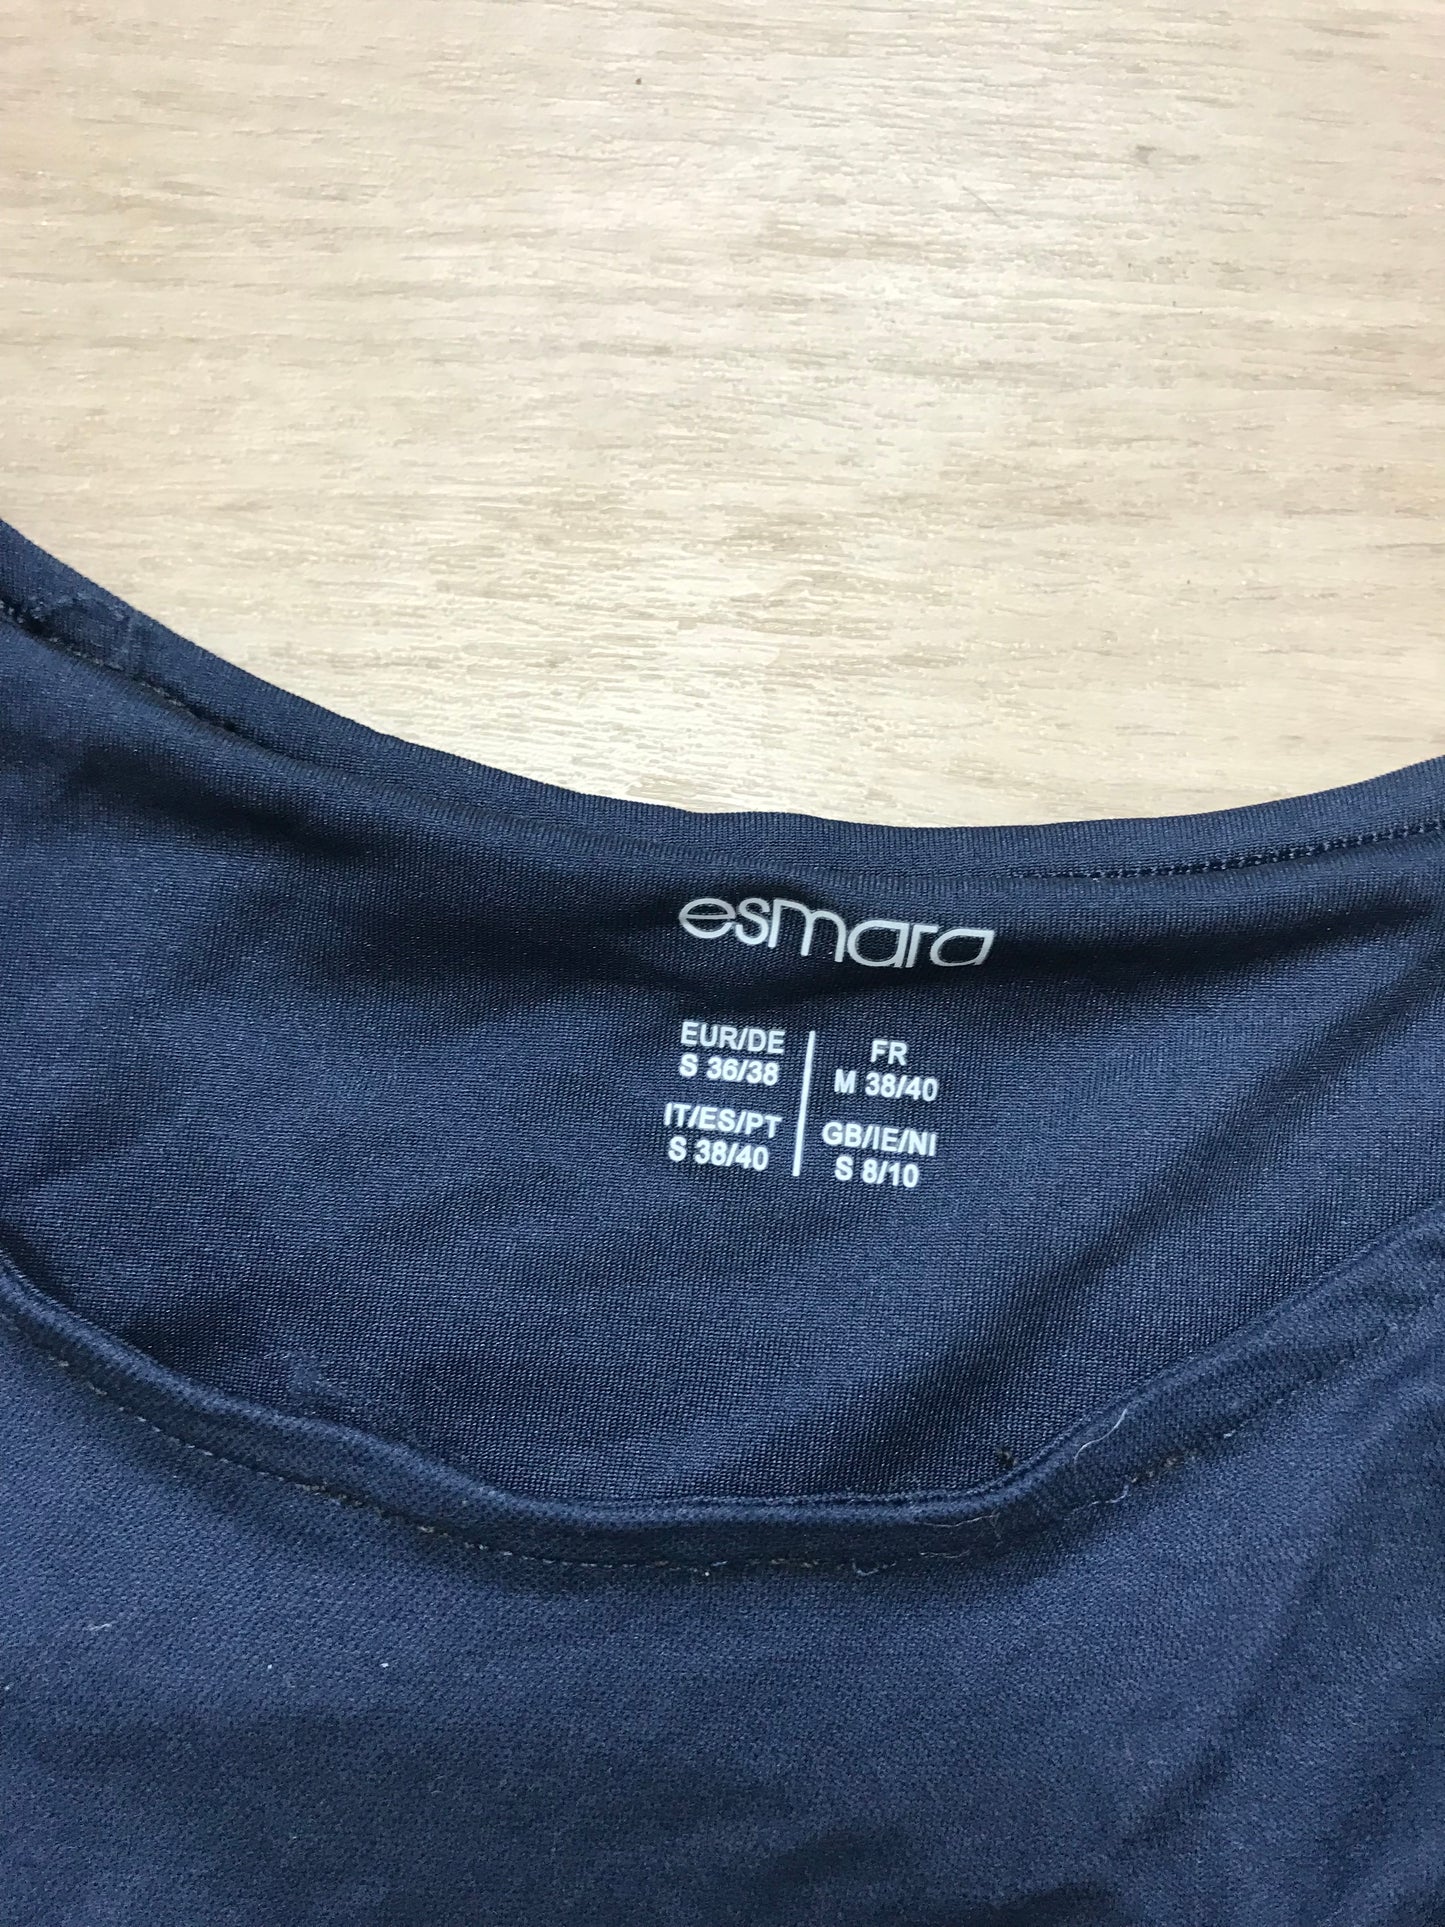 esmara
EUR/DE
S 36/38
FR
M 38/40
IT/ES/PT
S 38/40
GB/IE/NI
S 8/10